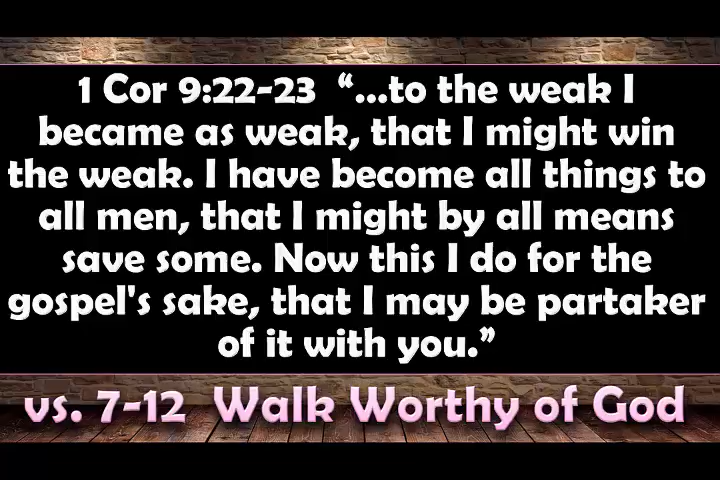 1 Cor 9:22-23 “...to the weak I
became as weak, that I might win
the weak. I have become all things to
all men, that I might by all means
save some. Now this I do for the
gospel's sake, that I may be partaker
of it with you.”
vs. 7-12 Walk Worthy of God